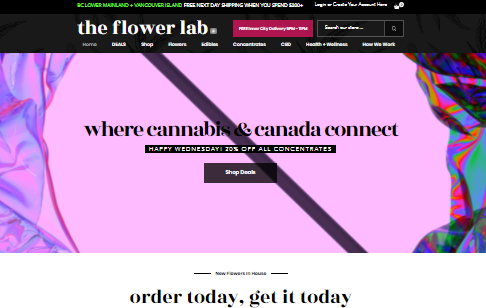 BC LOWER MAINLAND + VANCOUVER ISLAND FREE NEXT DAY SHIPPING WHEN YOU SPEND $200+
Login or Create Your Account Here
the flower lab
FREE Same City Delivery 5PM - 9PM
Search our store...
Home DEALS Shop Flowers Edibles Concentrates CBD Health + Wellness How We Work
where cannabis & canada connect
HAPPY WEDNESDAY! 20% OFF ALL CONCENTRATES
Shop Deals
New Flowers In House
order today, get it today